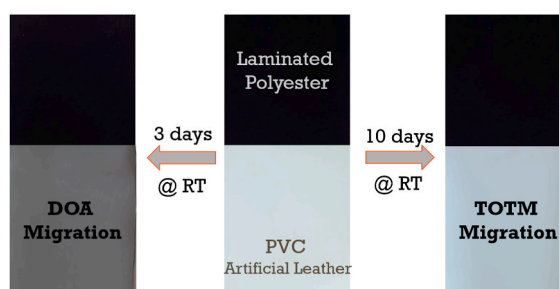 Laminated
Polyester
3 days
@ RT
10 days
@ RT
DOA
Migration
PVC
Artificial Leather
TOTM
Migration